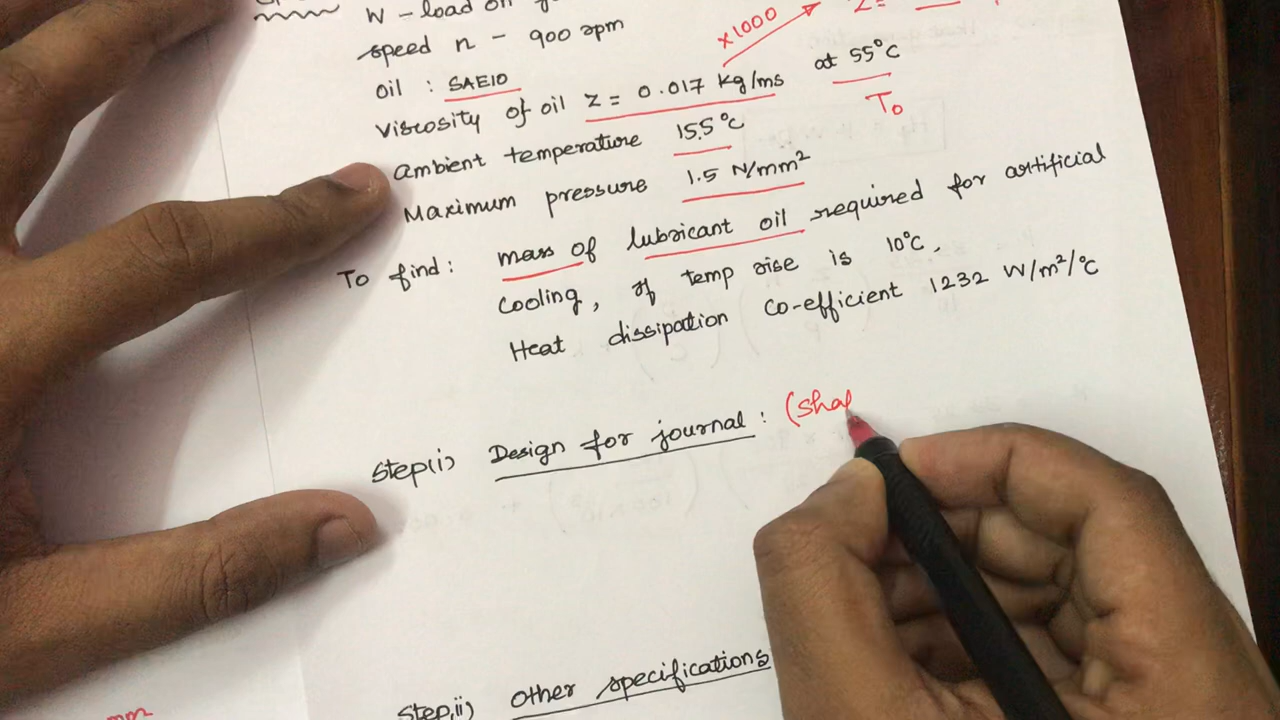 W - load on
speed n - 900 rpm
oil : SAE10
x1000
Z =
Viscosity of oil Z = 0.017 kg/ms at 55°C
T₀
Ambient temperature 15.5°C
Maximum pressure 1.5 N/mm²
To find : mass of lubricant oil required for artificial
cooling, if temp rise is 10°C.
Heat dissipation co-efficient 1232 W/m²/°C
Step(i) Design for journal : (shaf
Step(ii) other specifications
mm